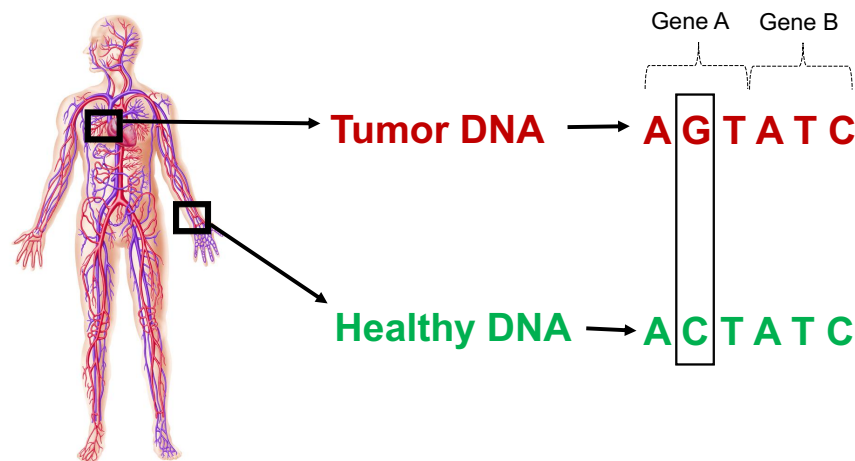 Gene A Gene B
Tumor DNA A G T A T C
Healthy DNA A C T A T C